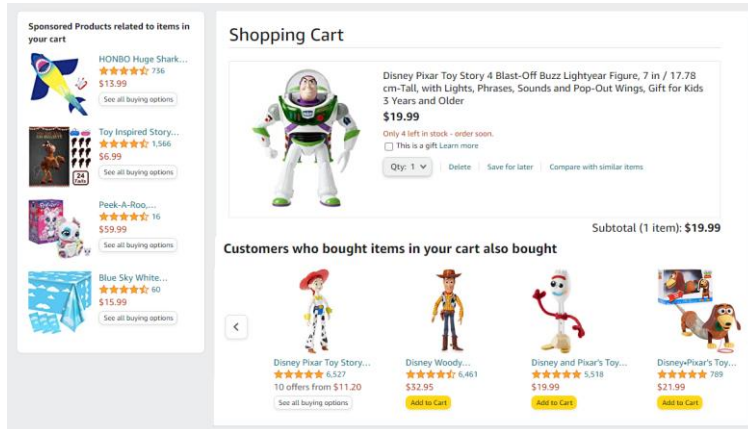 Sponsored Products related to items in
your cart
HONBO Huge Shark...
736
$13.99
See all buying options
Toy Inspired Story...
1,566
$6.99
See all buying options
24
Peek-A-Roo,...
16
$59.99
See all buying options
Blue Sky White...
60
$15.99
See all buying options
Shopping Cart
Disney Pixar Toy Story 4 Blast-Off Buzz Lightyear Figure, 7 in / 17.78
cm-Tall, with Lights, Phrases, Sounds and Pop-Out Wings, Gift for Kids
3 Years and Older
$19.99
Only 4 left in stock - order soon.
This is a gift Learn more
Qty: 1 Delete Save for later Compare with similar items
Subtotal (1 item): $19.99
Customers who bought items in your cart also bought
Disney Pixar Toy Story...
6,527
10 offers from $11.20
See all buying options
Disney Woody...
6,461
$32.95
Add to Cart
Disney and Pixar's Toy...
5,518
$19.99
Add to Cart
Disney•Pixar's Toy...
789
$21.99
Add to Cart